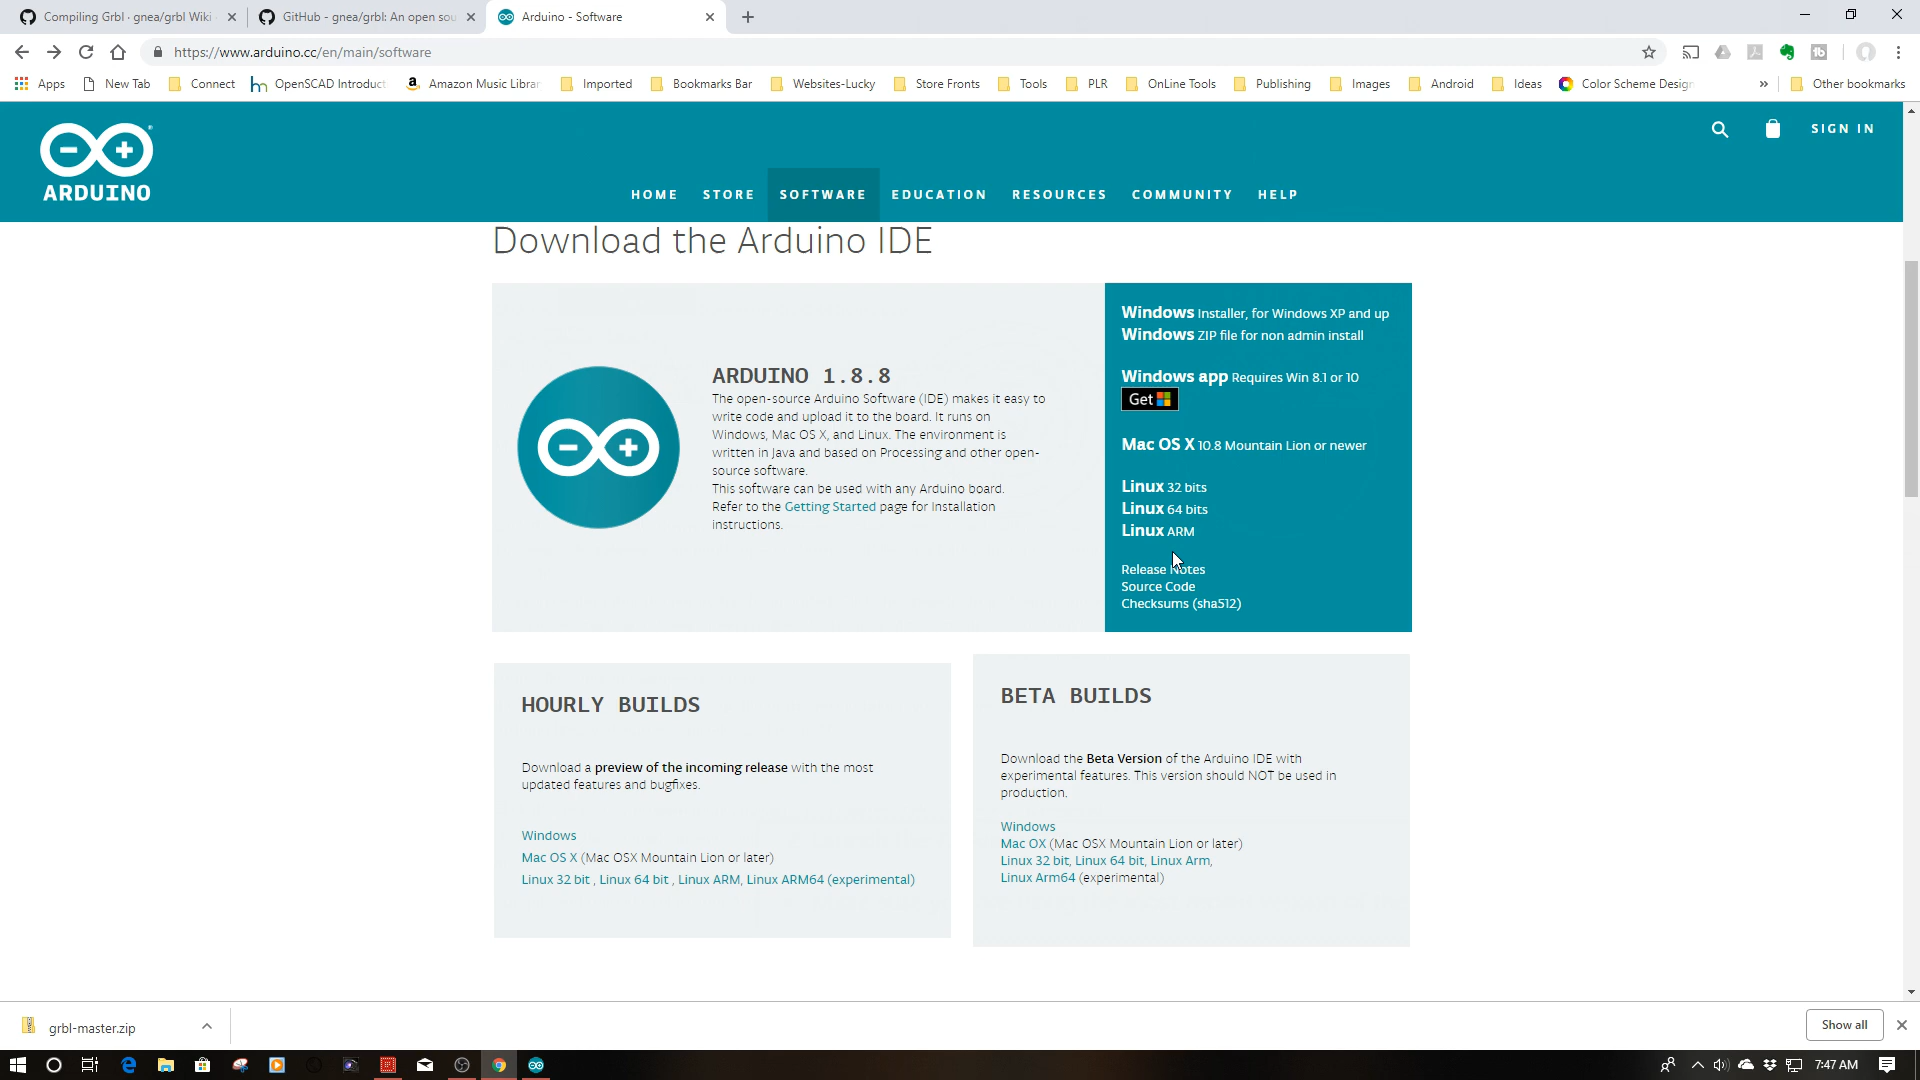 Compiling Grbl · gnea/grbl Wiki ·
GitHub - gnea/grbl: An open sou
Arduino - Software
https://www.arduino.cc/en/main/software
Apps
New Tab
Connect
OpenSCAD Introduct
Amazon Music Librar
Imported
Bookmarks Bar
Websites-Lucky
Store Fronts
Tools
PLR
OnLine Tools
Publishing
Images
Android
Ideas
Color Scheme Design
»
Other bookmarks
ARDUINO
SIGN IN
HOME
STORE
SOFTWARE
EDUCATION
RESOURCES
COMMUNITY
HELP
Download the Arduino IDE
ARDUINO 1.8.8
The open-source Arduino Software (IDE) makes it easy to
write code and upload it to the board. It runs on
Windows, Mac OS X, and Linux. The environment is
written in Java and based on Processing and other open-
source software.
This software can be used with any Arduino board.
Refer to the Getting Started page for Installation
instructions.
Windows Installer, for Windows XP and up
Windows ZIP file for non admin install
Windows app Requires Win 8.1 or 10
Get
Mac OS X 10.8 Mountain Lion or newer
Linux 32 bits
Linux 64 bits
Linux ARM
Release Notes
Source Code
Checksums (sha512)
HOURLY BUILDS
Download a preview of the incoming release with the most
updated features and bugfixes.
Windows
Mac OS X (Mac OSX Mountain Lion or later)
Linux 32 bit , Linux 64 bit , Linux ARM, Linux ARM64 (experimental)
BETA BUILDS
Download the Beta Version of the Arduino IDE with
experimental features. This version should NOT be used in
production.
Windows
Mac OX (Mac OSX Mountain Lion or later)
Linux 32 bit, Linux 64 bit, Linux Arm,
Linux Arm64 (experimental)
grbl-master.zip
Show all
7:47 AM